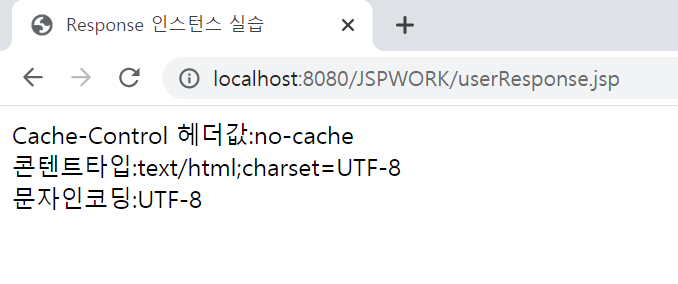 Response 인스턴스 실습
localhost:8080/JSPWORK/userResponse.jsp
Cache-Control 헤더값:no-cache
콘텐트타입:text/html;charset=UTF-8
문자인코딩:UTF-8